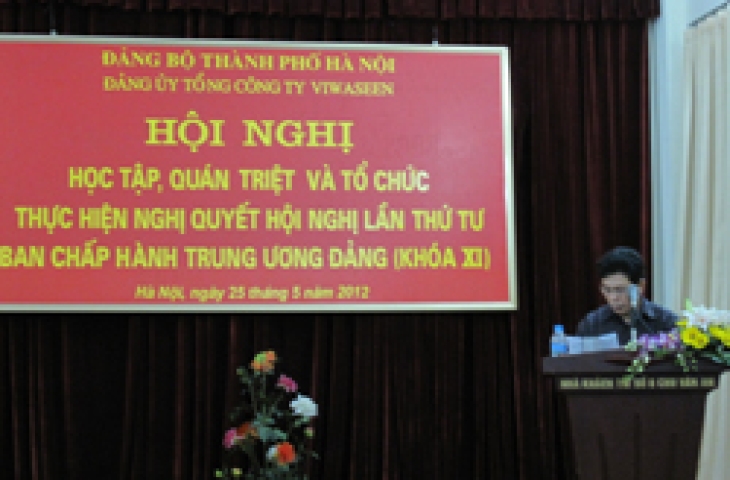 ĐẢNG BỘ THÀNH PHỐ HÀ NỘI
ĐẢNG ỦY TỔNG CÔNG TY VIWASEEN
HỘI NGHỊ
HỌC TẬP, QUÁN TRIỆT VÀ TỔ CHỨC
THỰC HIỆN NGHỊ QUYẾT HỘI NGHỊ LẦN THỨ TƯ
BAN CHẤP HÀNH TRUNG ƯƠNG ĐẢNG (KHÓA XI)
Hà Nội, ngày 25 tháng 5 năm 2012
NHÀ KHÁCH